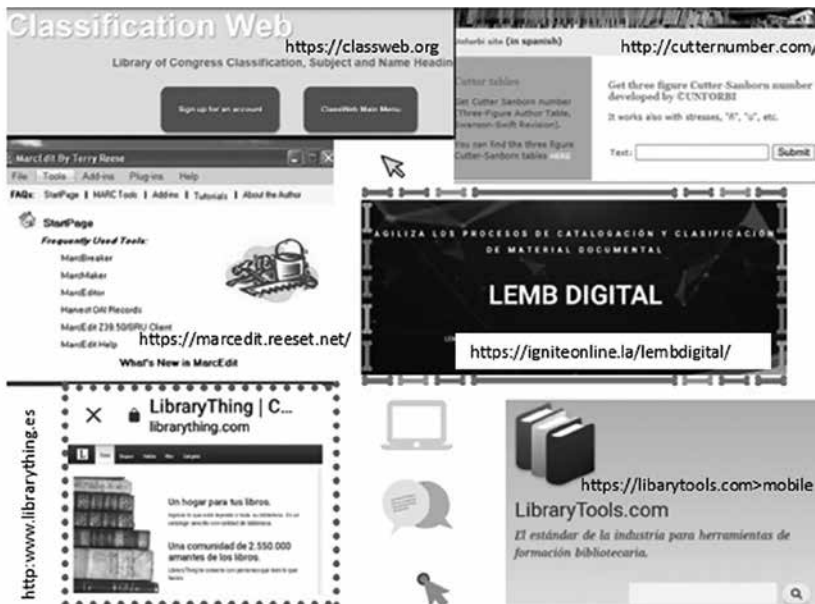 Classification Web
https://classweb.org
Library of Congress Classification, Subject and Name Headin
Sign up for an account
ClassWeb Main Menu
Untorbi site (in spanish)
http://cutternumber.com/
Cutter tables
Get Cutter Sanborn number
(Three-Figure Author Table,
Swanson-Swift Revision).
You can find the three figure
Cutter-Sanborn tables HERE
Get three figure Cutter-Sanborn number
developed by ©UNTORBI
It works also with stresses, "ñ", "ü", etc.
Text:
Submit
MarcEdit By Terry Reese
File Tools Add-ins Plug-ins Help
FAQs: StartPage | MARC Tools | Add-ins | Tutorials | About the Author
StartPage
Frequently Used Tools:
MarcBreaker
MarcMaker
MarcEditor
Harvest OAI Records
MarcEdit Z39.50/SRU Client
MarcEdit Help
https://marcedit.reeset.net/
What's New in MarcEdit
AGILIZA LOS PROCESOS DE CATALOGACIÓN Y CLASIFICACIÓN
DE MATERIAL DOCUMENTAL
LEMB DIGITAL
https://igniteonline.la/lembdigital/
http:www.librarything.es
LibraryThing | C...
librarything.com
L
Un hogar para tus libros.
Una comunidad de 2.550.000
amantes de los libros.
https://libarytools.com>mobile
LibraryTools.com
El estándar de la industria para herramientas de
formación bibliotecaria.